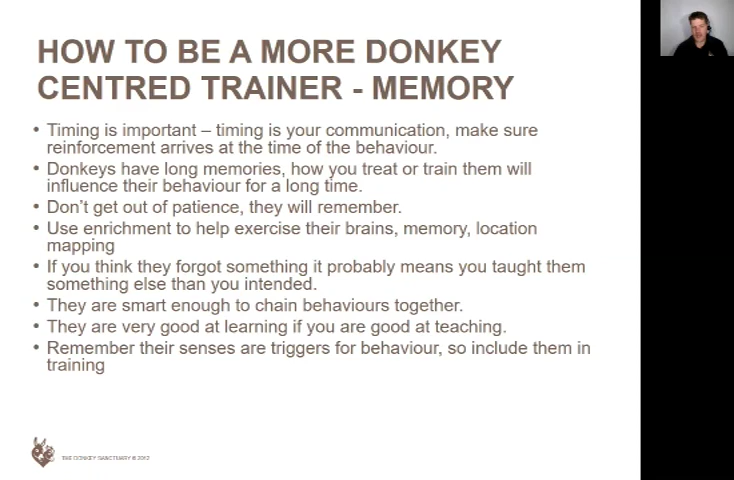 HOW TO BE A MORE DONKEY
CENTRED TRAINER - MEMORY
• Timing is important – timing is your communication, make sure
reinforcement arrives at the time of the behaviour.
• Donkeys have long memories, how you treat or train them will
influence their behaviour for a long time.
• Don't get out of patience, they will remember.
• Use enrichment to help exercise their brains, memory, location
mapping
• If you think they forgot something it probably means you taught them
something else than you intended.
• They are smart enough to chain behaviours together.
• They are very good at learning if you are good at teaching.
• Remember their senses are triggers for behaviour, so include them in
training
THE DONKEY SANCTUARY © 2012